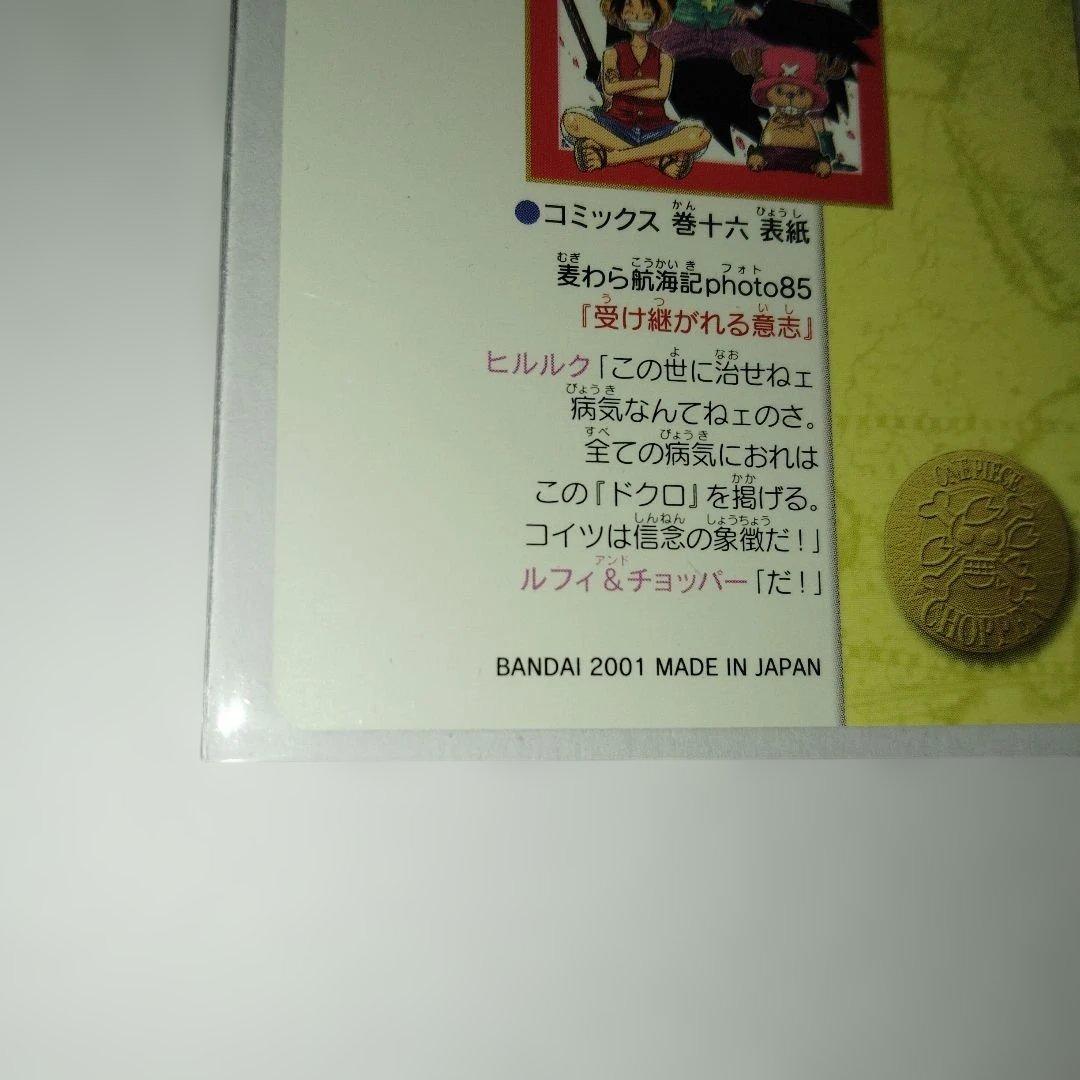 ●コミックス 巻十六 表紙
麦わら航海記photo85
『受け継がれる意志』
ヒルルク「この世に治せねェ
病気なんてねェのさ。
全ての病気におれは
この『ドクロ』を掲げる。
コイツは信念の象徴だ!」
ルフィ&チョッパー「だ!」
BANDAI 2001 MADE IN JAPAN
ONE PIECE
CHOPPER